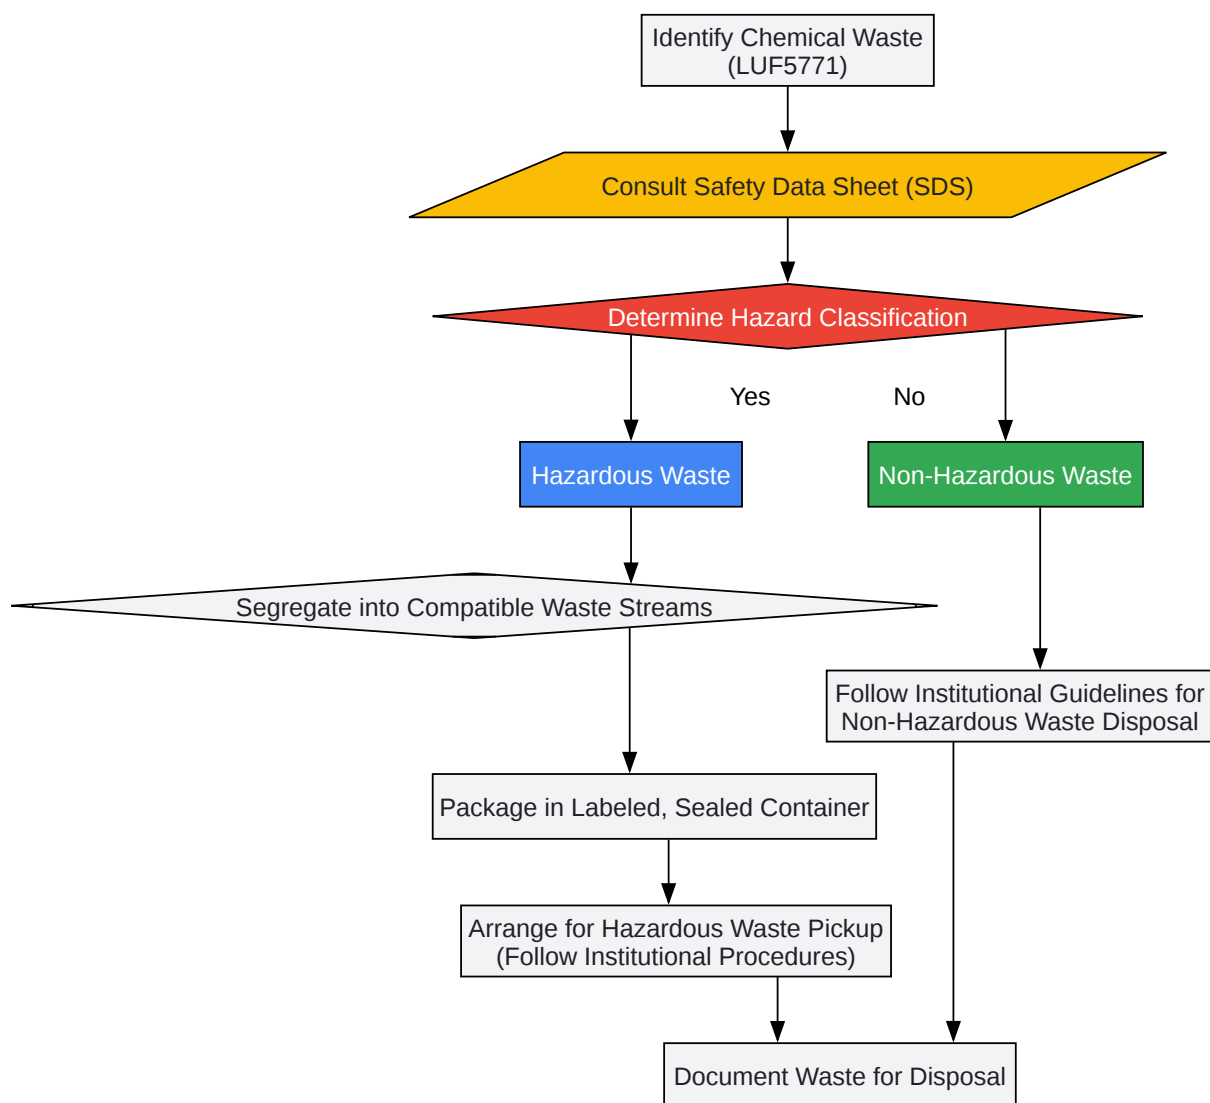 Identify Chemical Waste
(LUF5771)
Consult Safety Data Sheet (SDS)
Determine Hazard Classification
Yes
No
Hazardous Waste
Non-Hazardous Waste
Segregate into Compatible Waste Streams
Follow Institutional Guidelines for
Non-Hazardous Waste Disposal
Package in Labeled, Sealed Container
Arrange for Hazardous Waste Pickup
(Follow Institutional Procedures)
Document Waste for Disposal